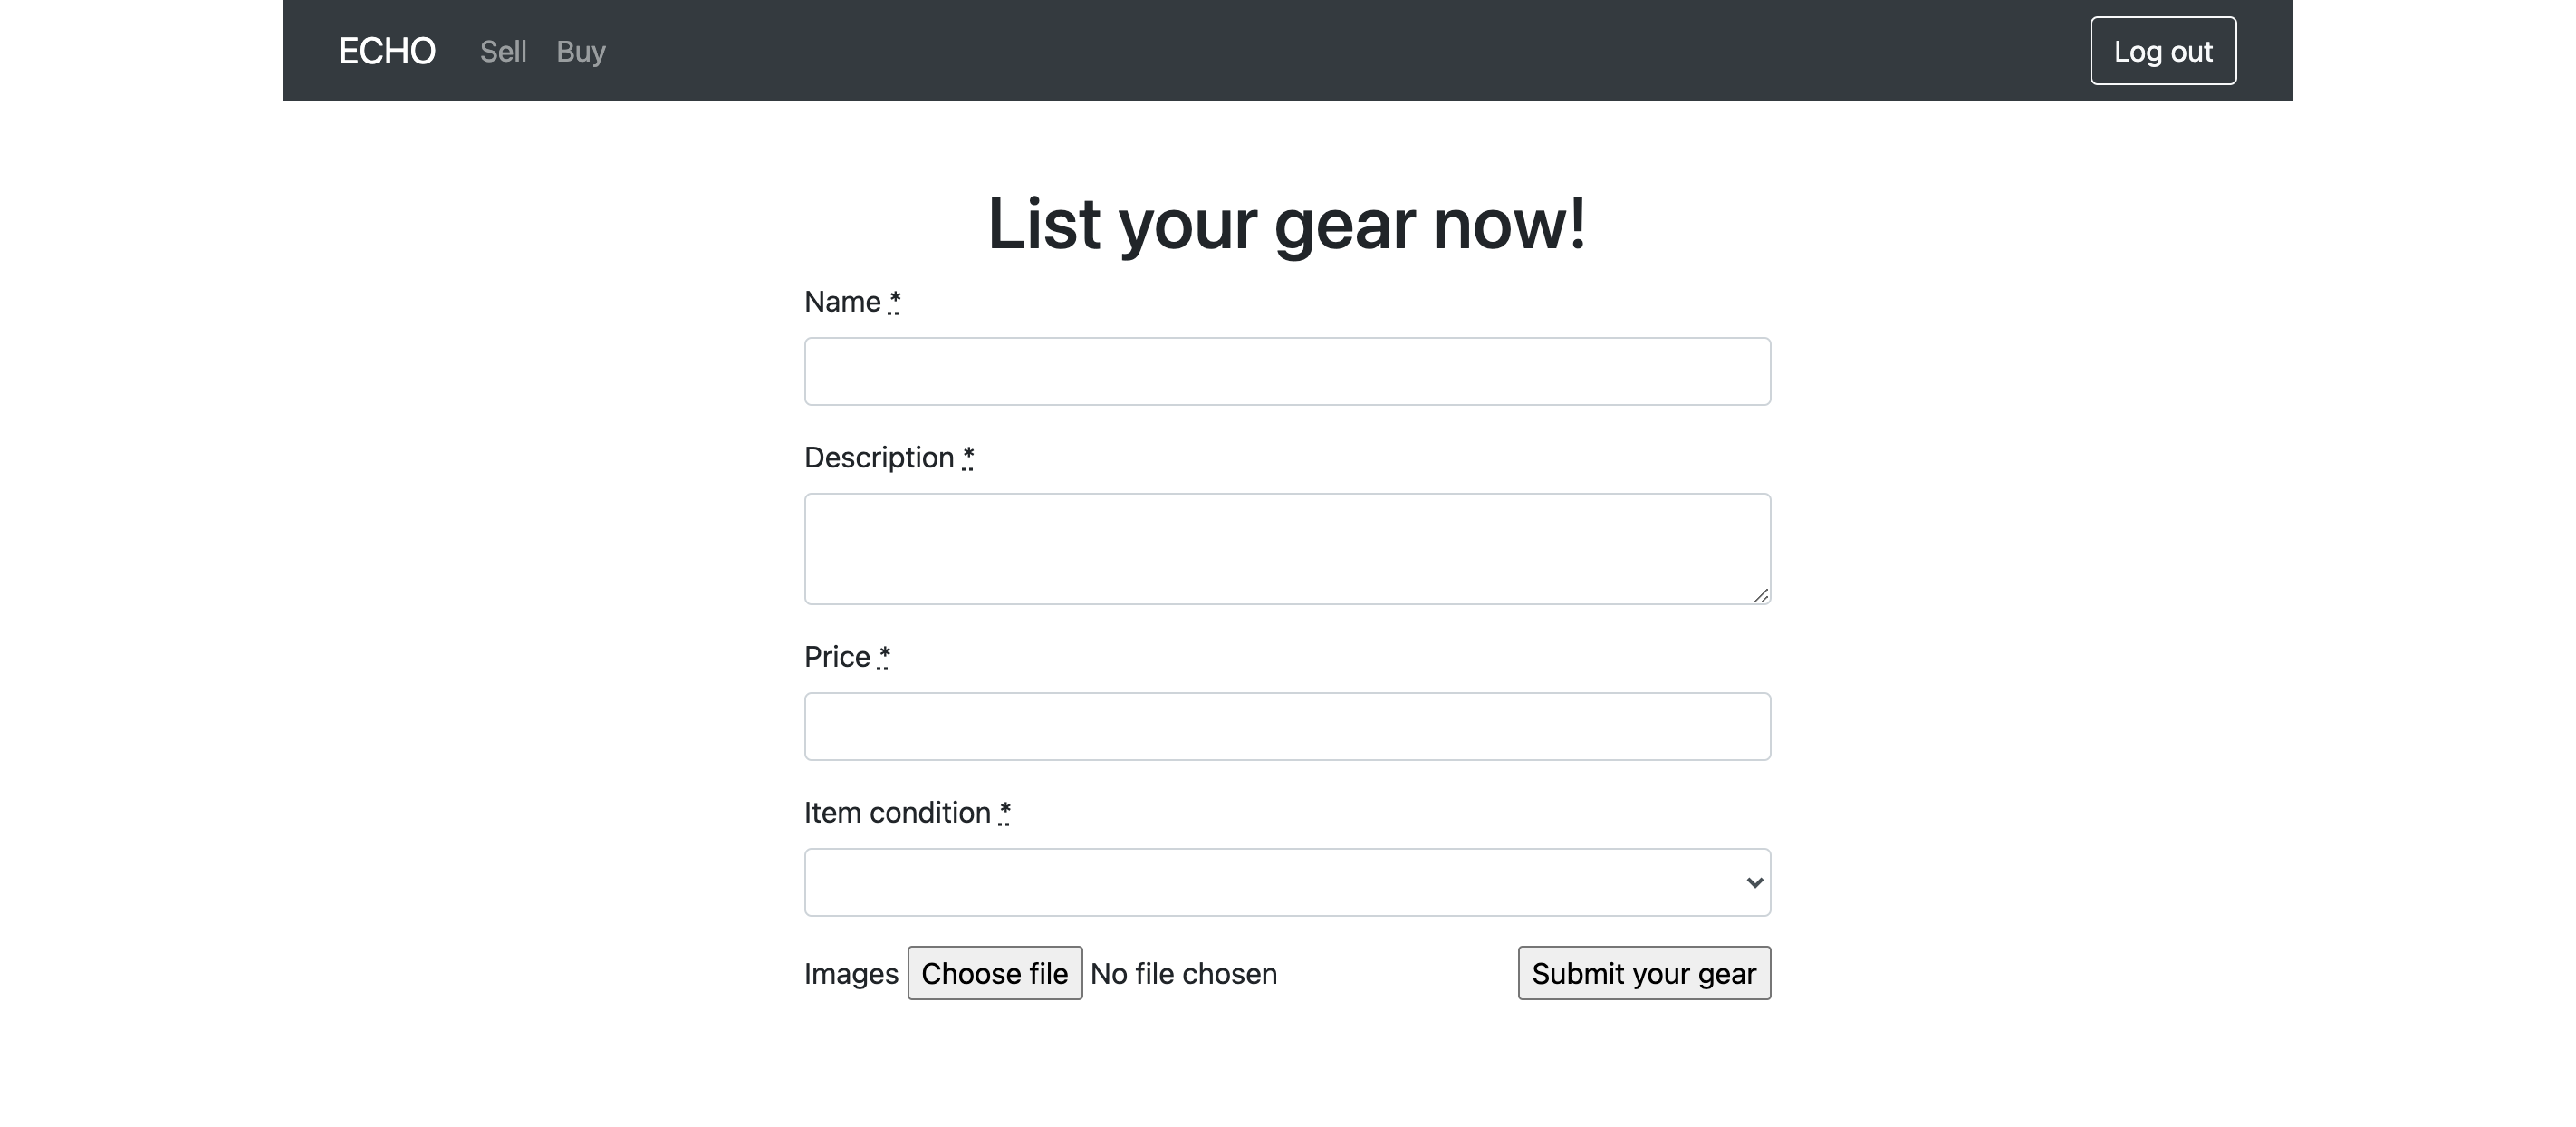 ECHO Sell Buy Log out
List your gear now!
Name *
Description *
Price *
Item condition *
Images Choose file No file chosen Submit your gear